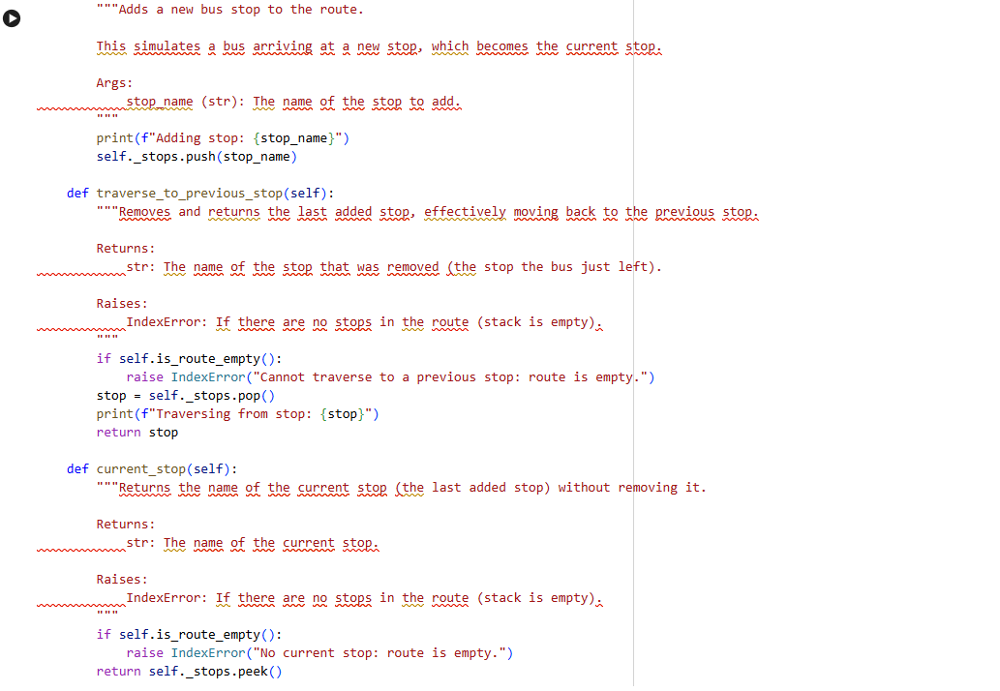 """Adds a new bus stop to the route.
This simulates a bus arriving at a new stop, which becomes the current stop.
Args:
stop_name (str): The name of the stop to add.
"""
print(f"Adding stop: {stop_name}")
self._stops.push(stop_name)
def traverse_to_previous_stop(self):
"""Removes and returns the last added stop, effectively moving back to the previous stop.
Returns:
str: The name of the stop that was removed (the stop the bus just left).
Raises:
IndexError: If there are no stops in the route (stack is empty).
"""
if self.is_route_empty():
raise IndexError("Cannot traverse to a previous stop: route is empty.")
stop = self._stops.pop()
print(f"Traversing from stop: {stop}")
return stop
def current_stop(self):
"""Returns the name of the current stop (the last added stop) without removing it.
Returns:
str: The name of the current stop.
Raises:
IndexError: If there are no stops in the route (stack is empty).
"""
if self.is_route_empty():
raise IndexError("No current stop: route is empty.")
return self._stops.peek()